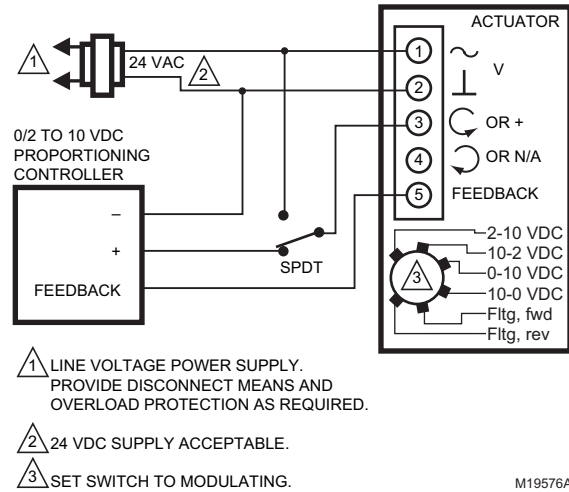 ACTUATOR
1
24 VAC
2
1
V
2
0/2 TO 10 VDC
PROPORTIONING
CONTROLLER
3
OR +
4
OR N/A
5
FEEDBACK
–
+
FEEDBACK
SPDT
3
2-10 VDC
10-2 VDC
0-10 VDC
10-0 VDC
Fltg, fwd
Fltg, rev
1 LINE VOLTAGE POWER SUPPLY.
PROVIDE DISCONNECT MEANS AND
OVERLOAD PROTECTION AS REQUIRED.
2 24 VDC SUPPLY ACCEPTABLE.
3 SET SWITCH TO MODULATING.
M19576A